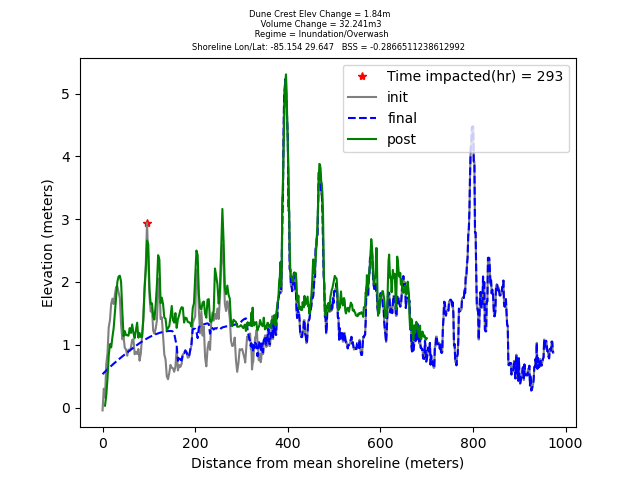 Dune Crest Elev Change = 1.84m
Volume Change = 32.241m3
Regime = Inundation/Overwash
Shoreline Lon/Lat: -85.154 29.647 BSS = -0.2866511238612992
Time impacted(hr) = 293
init
final
post
5
4
3
2
1
0
Elevation (meters)
0 200 400 600 800 1000
Distance from mean shoreline (meters)